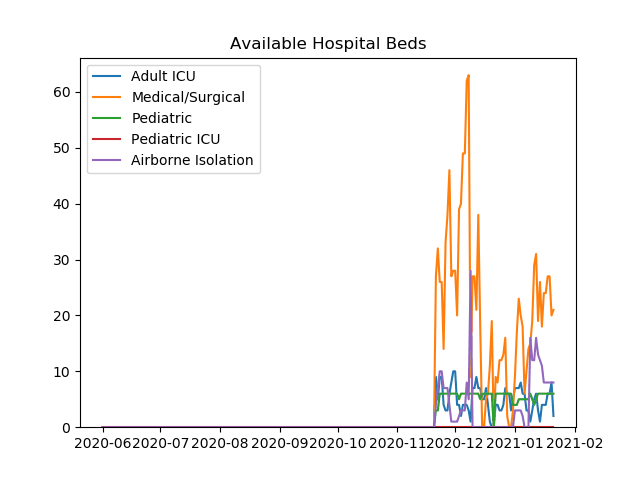 Available Hospital Beds
Adult ICU
Medical/Surgical
Pediatric
Pediatric ICU
Airborne Isolation
60
50
40
30
20
10
0
2020-06 2020-07 2020-08 2020-09 2020-10 2020-11 2020-12 2021-01 2021-02